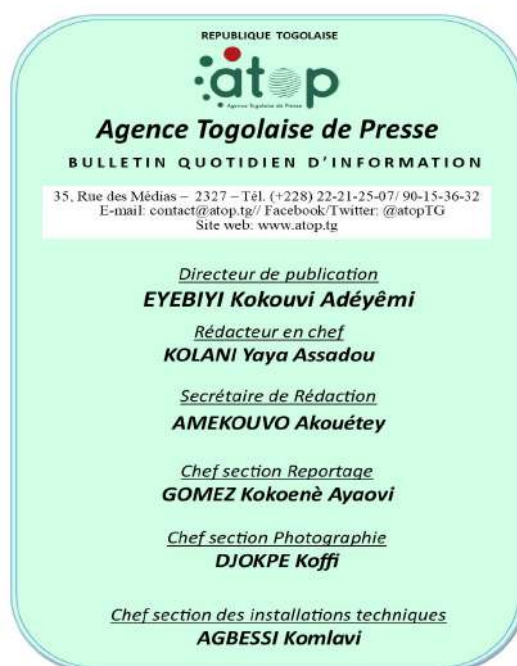 REPUBLIQUE TOGOLAISE
atop
Agence Togolaise de Presse
Agence Togolaise de Presse
BULLETIN QUOTIDIEN D'INFORMATION
35, Rue des Médias – 2327 – Tél. (+228) 22-21-25-07/ 90-15-36-32
E-mail: contact@atop.tg// Facebook/Twitter: @atopTG
Site web: www.atop.tg
Directeur de publication
EYEBIYI Kokouvi Adéyêmi
Rédacteur en chef
KOLANI Yaya Assadou
Secrétaire de Rédaction
AMEKOUVO Akouétey
Chef section Reportage
GOMEZ Kokoenè Ayaovi
Chef section Photographie
DJOKPE Koffi
Chef section des installations techniques
AGBESSI Komlavi